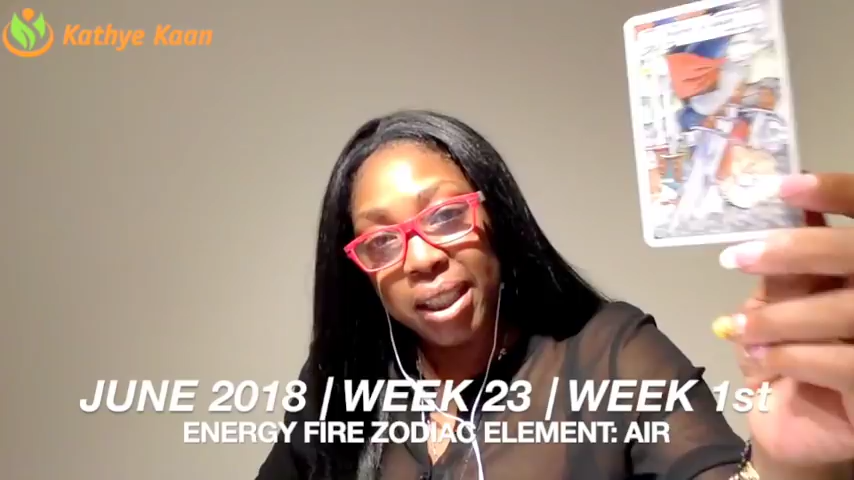 Kathye Kaan
JUNE 2018 | WEEK 23 | WEEK 1st
ENERGY FIRE ZODIAC ELEMENT: AIR